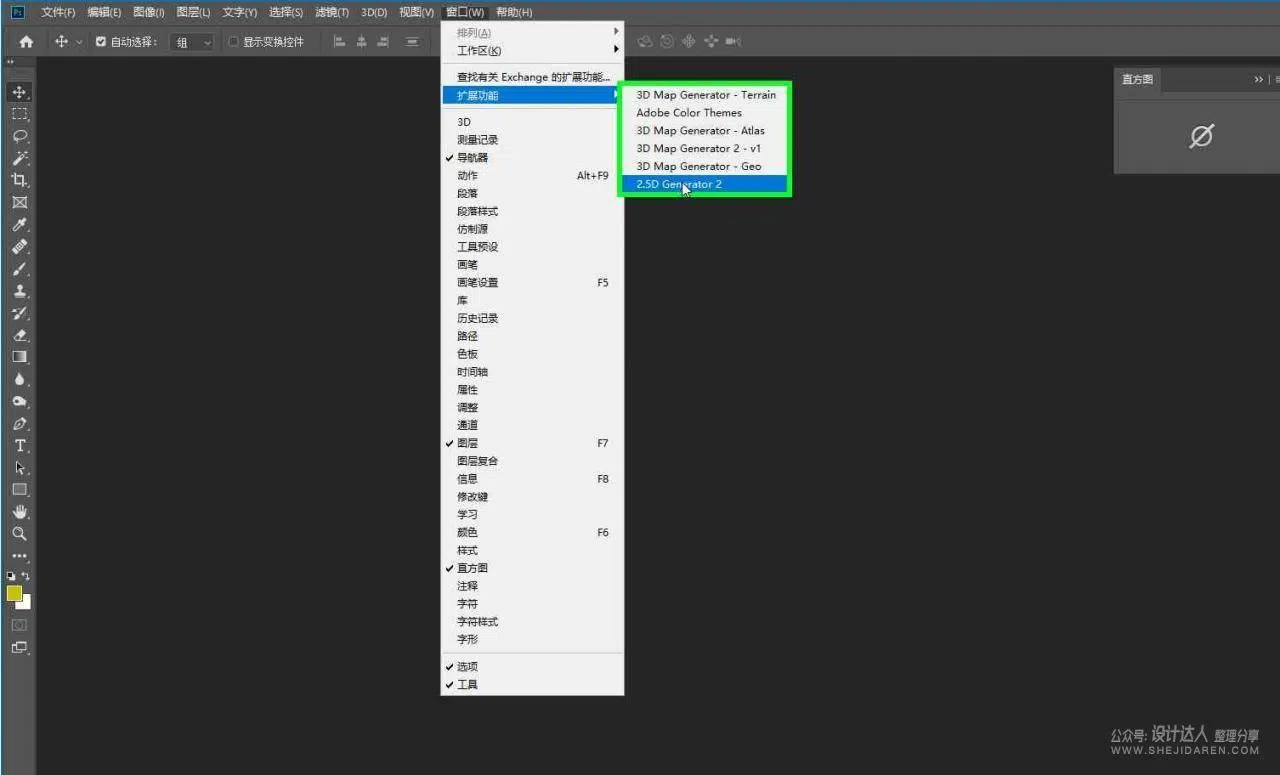 Ps 文件(F) 编辑(E) 图像(I) 图层(L) 文字(Y) 选择(S) 滤镜(T) 3D(D) 视图(V) 窗口(W) 帮助(H)
自动选择: 组 显示变换控件
排列(A)
工作区(K)
查找有关 Exchange 的扩展功能...
扩展功能
3D Map Generator - Terrain
Adobe Color Themes
3D Map Generator - Atlas
3D Map Generator 2 - v1
3D Map Generator - Geo
2.5D Generator 2
3D
测量记录
导航器
动作 Alt+F9
段落
段落样式
仿制源
工具预设
画笔
画笔设置 F5
库
历史记录
路径
色板
时间轴
属性
调整
通道
图层 F7
图层复合
信息 F8
修改键
学习
颜色 F6
样式
直方图
注释
字符
字符样式
字形
选项
工具
直方图
公众号: 设计达人 整理分享
WWW.SHEJIDAREN.COM